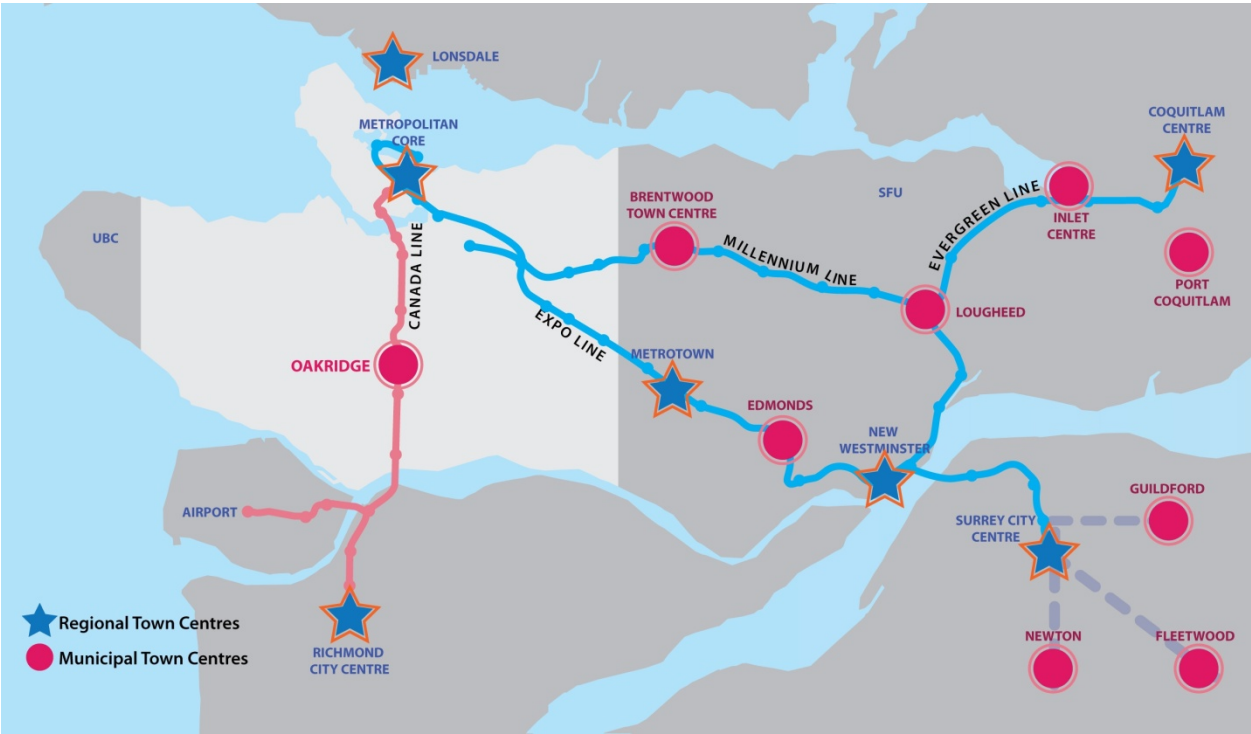 LONSDALE
METROPOLITAN
CORE
COQUITLAM
CENTRE
UBC
SFU
BRENTWOOD
TOWN CENTRE
EVERGREEN LINE
INLET
CENTRE
CANADA LINE
MILLENNIUM LINE
PORT
COQUITLAM
LOUGHEED
EXPO LINE
OAKRIDGE
METROTOWN
EDMONDS
NEW
WESTMINSTER
AIRPORT
GUILDFORD
SURREY CITY
CENTRE
Regional Town Centres
Municipal Town Centres
RICHMOND
CITY CENTRE
NEWTON
FLEETWOOD